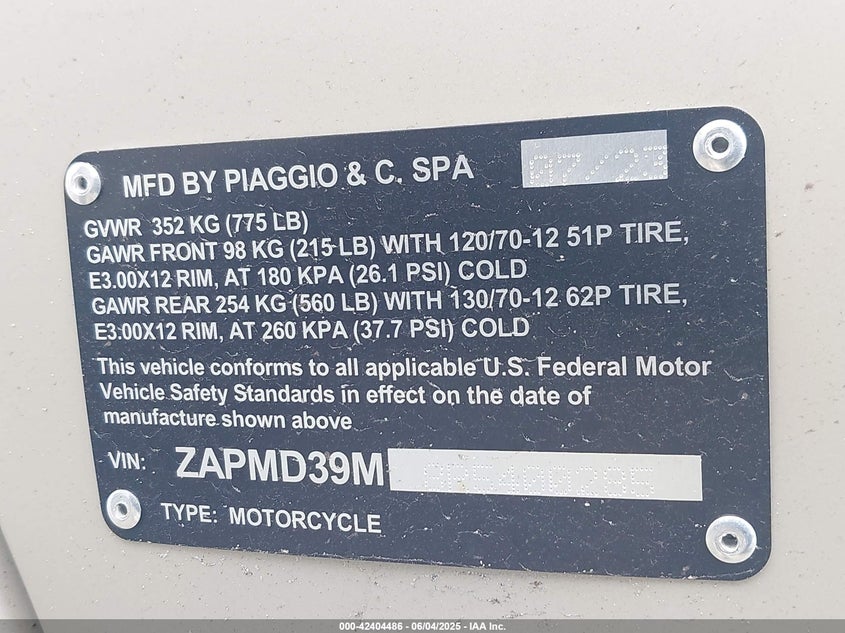 MFD BY PIAGGIO & C. SPA 07/23
GVWR 352 KG (775 LB)
GAWR FRONT 98 KG (215 LB) WITH 120/70-12 51P TIRE,
E3.00X12 RIM, AT 180 KPA (26.1 PSI) COLD
GAWR REAR 254 KG (560 LB) WITH 130/70-12 62P TIRE,
E3.00X12 RIM, AT 260 KPA (37.7 PSI) COLD
This vehicle conforms to all applicable U.S. Federal Motor
Vehicle Safety Standards in effect on the date of
manufacture shown above
VIN: ZAPMD39M
TYPE: MOTORCYCLE
000-42404486 - 06/04/2025 - IAA Inc.